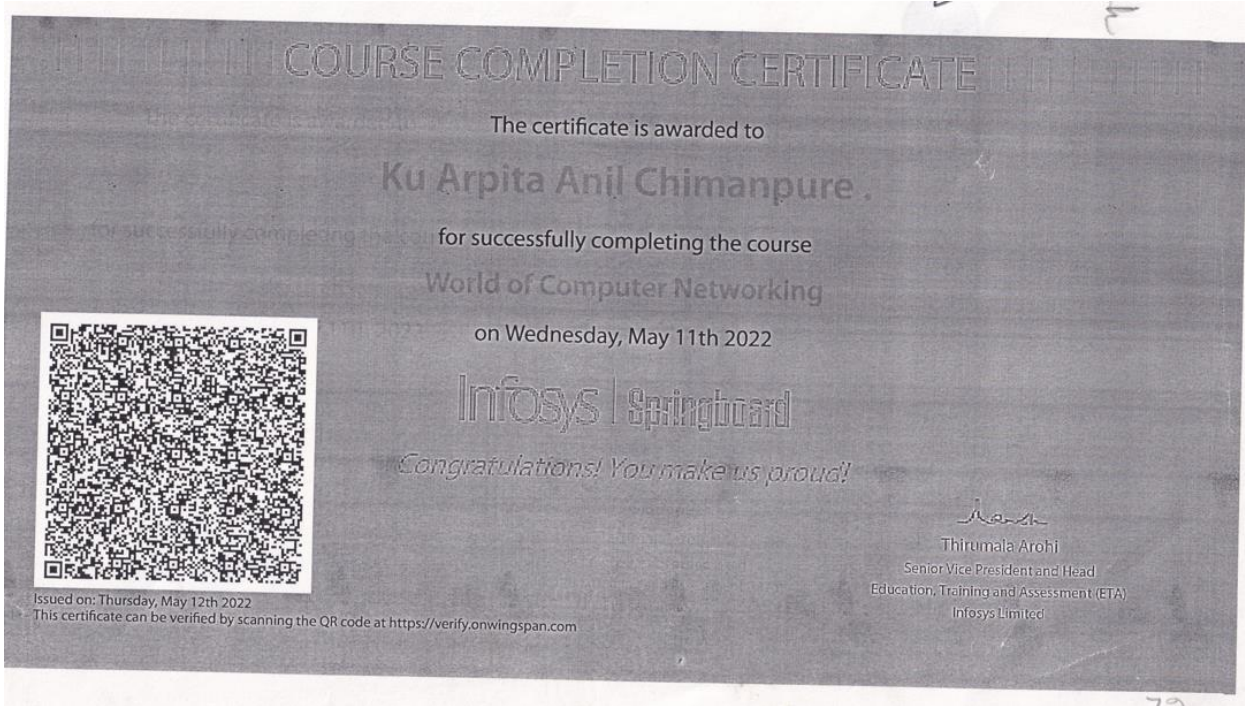 COURSE COMPLETION CERTIFICATE
The certificate is awarded to
Ku Arpita Anil Chimanpure .
for successfully completing the course
World of Computer Networking
on Wednesday, May 11th 2022
Infosys | Springboard
Congratulations! You make us proud!
Thirumala Arohi
Senior Vice President and Head
Education, Training and Assessment (ETA)
Infosys Limited
Issued on: Thursday, May 12th 2022
This certificate can be verified by scanning the QR code at https://verify.onwingspan.com